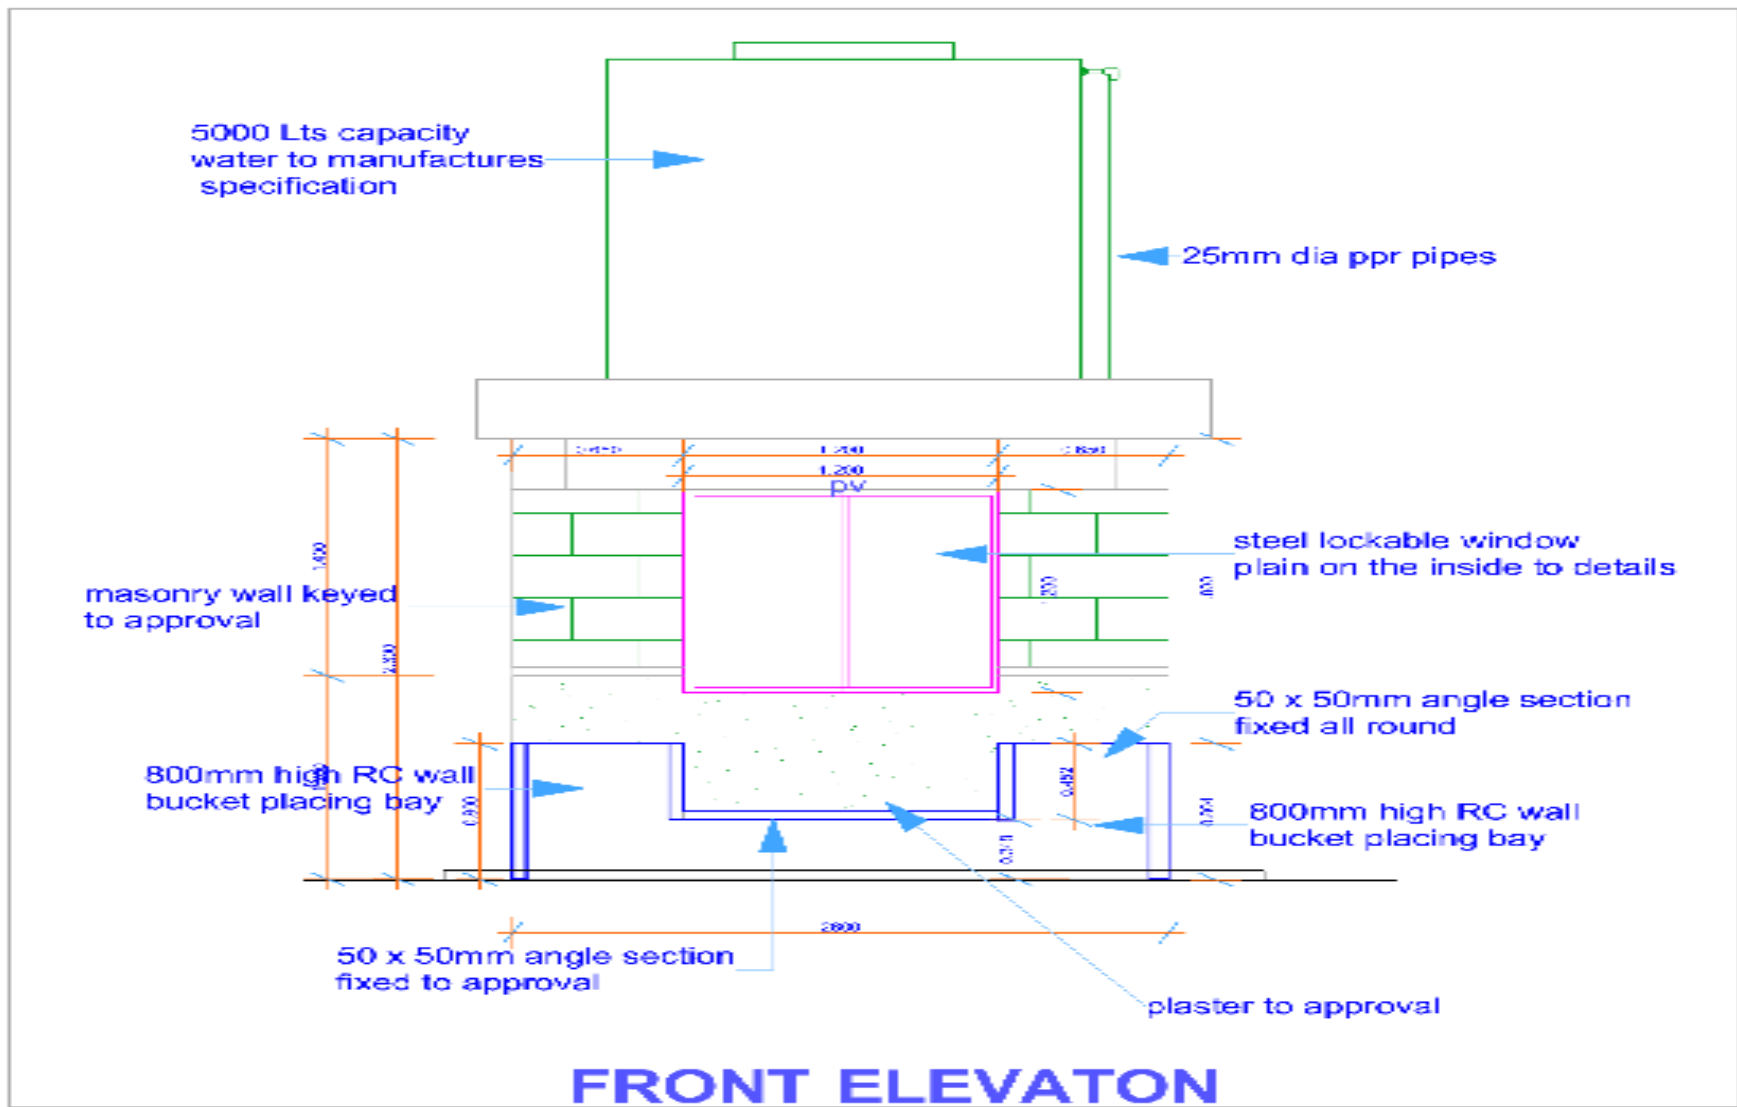 5000 Lts capacity
water to manufactures
specification
25mm dia ppr pipes
1.200
1.200
pv
steel lockable window
plain on the inside to details
masonry wall keyed
to approval
50 x 50mm angle section
fixed all round
800mm high RC wall
bucket placing bay
800mm high RC wall
bucket placing bay
2800
50 x 50mm angle section
fixed to approval
plaster to approval
FRONT ELEVATON